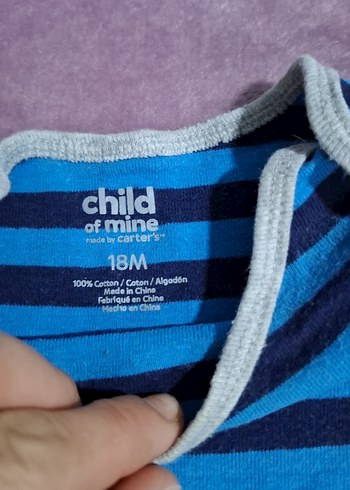 child
of mine
made by carter's™
18M
100% Cotton / Coton / Algodón
Made in China
Fabriqué en Chine
Hecho en China